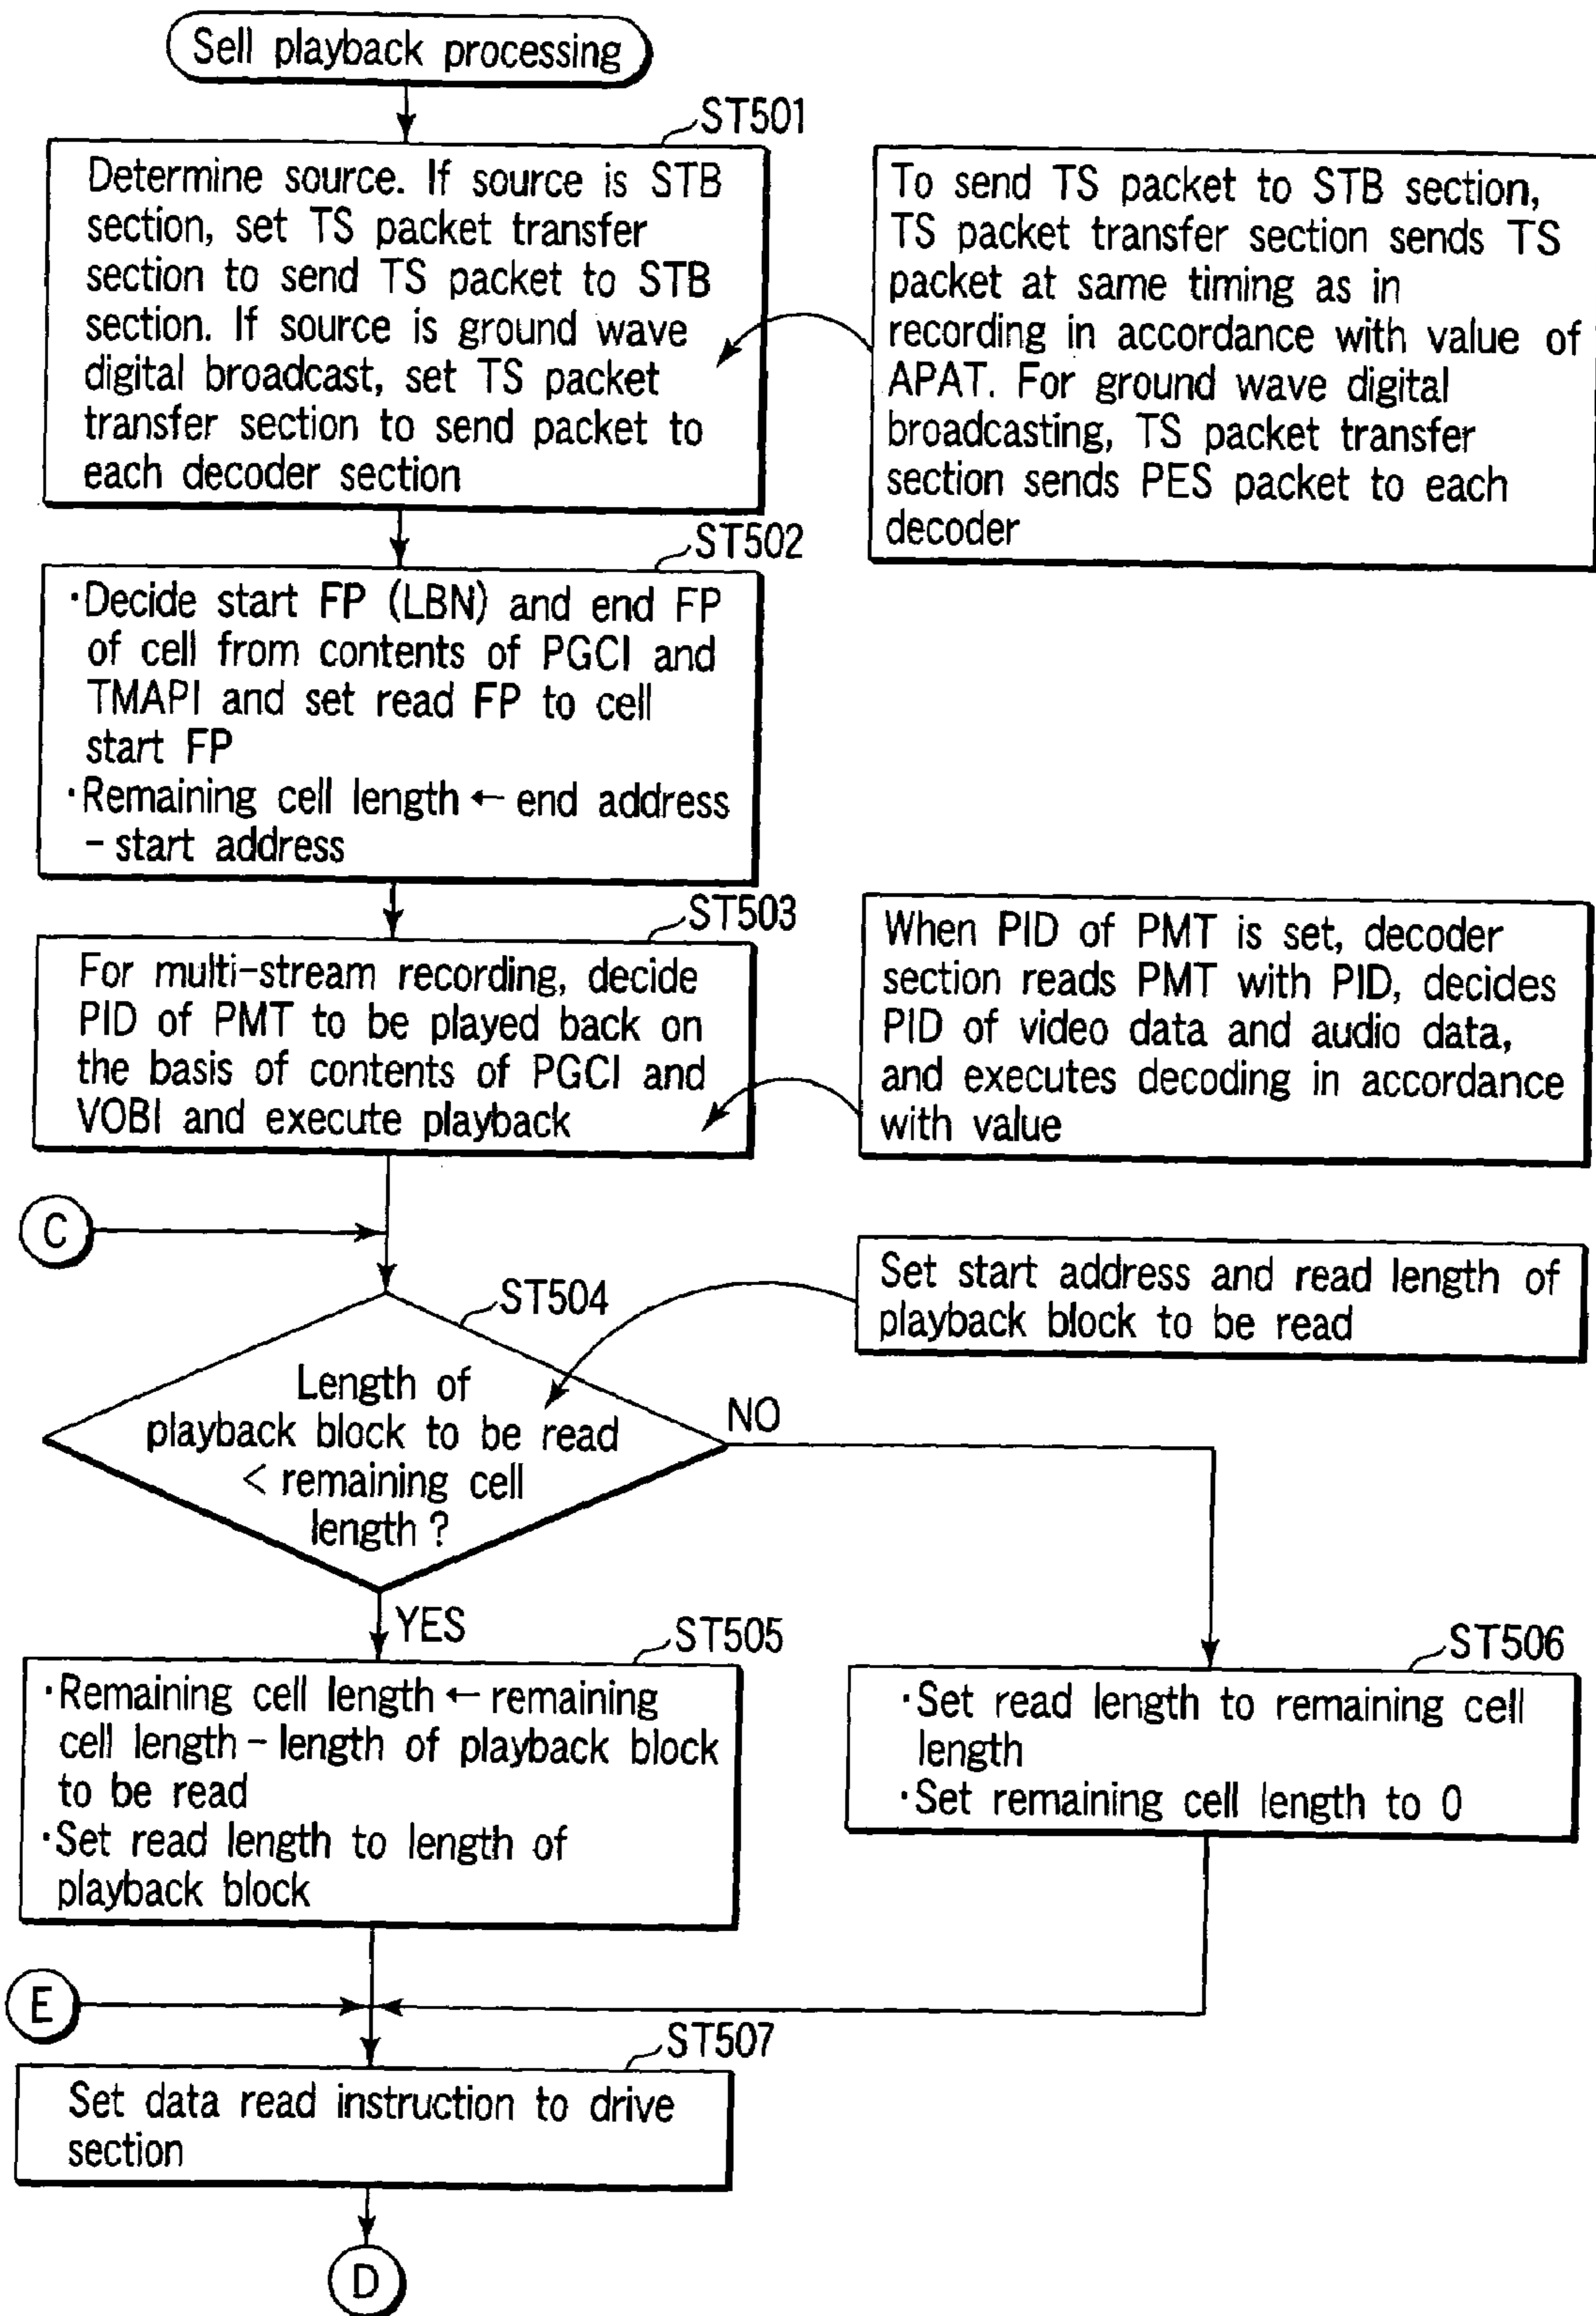 Sell playback processing
ST501
Determine source. If source is STB
section, set TS packet transfer
section to send TS packet to STB
section. If source is ground wave
digital broadcast, set TS packet
transfer section to send packet to
each decoder section
To send TS packet to STB section,
TS packet transfer section sends TS
packet at same timing as in
recording in accordance with value of
APAT. For ground wave digital
broadcasting, TS packet transfer
section sends PES packet to each
decoder
ST502
·Decide start FP (LBN) and end FP
of cell from contents of PGCI and
TMAPI and set read FP to cell
start FP
·Remaining cell length ← end address
- start address
ST503
For multi-stream recording, decide
PID of PMT to be played back on
the basis of contents of PGCI and
VOBI and execute playback
When PID of PMT is set, decoder
section reads PMT with PID, decides
PID of video data and audio data,
and executes decoding in accordance
with value
C
ST504
Set start address and read length of
playback block to be read
Length of
playback block to be read
< remaining cell
length ?
NO
YES
ST505
·Remaining cell length ← remaining
cell length - length of playback block
to be read
·Set read length to length of
playback block
ST506
·Set read length to remaining cell
length
·Set remaining cell length to 0
E
ST507
Set data read instruction to drive
section
D